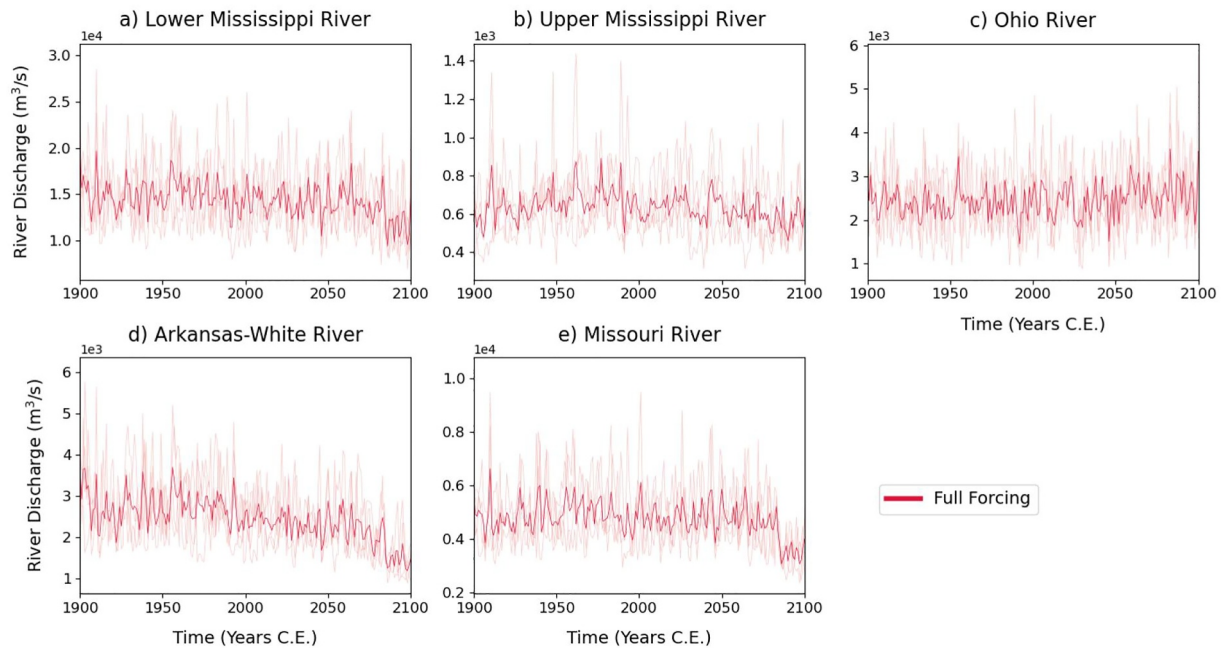 a) Lower Mississippi River
1e4
3.0
2.5
2.0
1.5
1.0
River Discharge (m³/s)
1900 1950 2000 2050 2100
b) Upper Mississippi River
1e3
1.4
1.2
1.0
0.8
0.6
0.4
1900 1950 2000 2050 2100
c) Ohio River
1e3
6
5
4
3
2
1
1900 1950 2000 2050 2100
Time (Years C.E.)
d) Arkansas-White River
1e3
6
5
4
3
2
1
River Discharge (m³/s)
1900 1950 2000 2050 2100
Time (Years C.E.)
e) Missouri River
1e4
1.0
0.8
0.6
0.4
0.2
1900 1950 2000 2050 2100
Time (Years C.E.)
Full Forcing